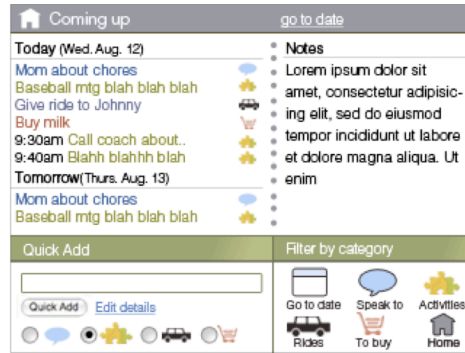 Coming up
go to date
Today (Wed. Aug. 12)
Mom about chores
Baseball mtg blah blah blah
Give ride to Johnny
Buy milk
9:30am Call coach about..
9:40am Blahh blahhh blah
Tomorrow(Thurs. Aug. 13)
Mom about chores
Baseball mtg blah blah blah
Notes
Lorem ipsum dolor sit
amet, consectetur adipisic-
ing elit, sed do eiusmod
tempor incididunt ut labore
et dolore magna aliqua. Ut
enim
Quick Add
Quick Add Edit details
Filter by category
Go to date Speak to Activities
Rides To buy Home